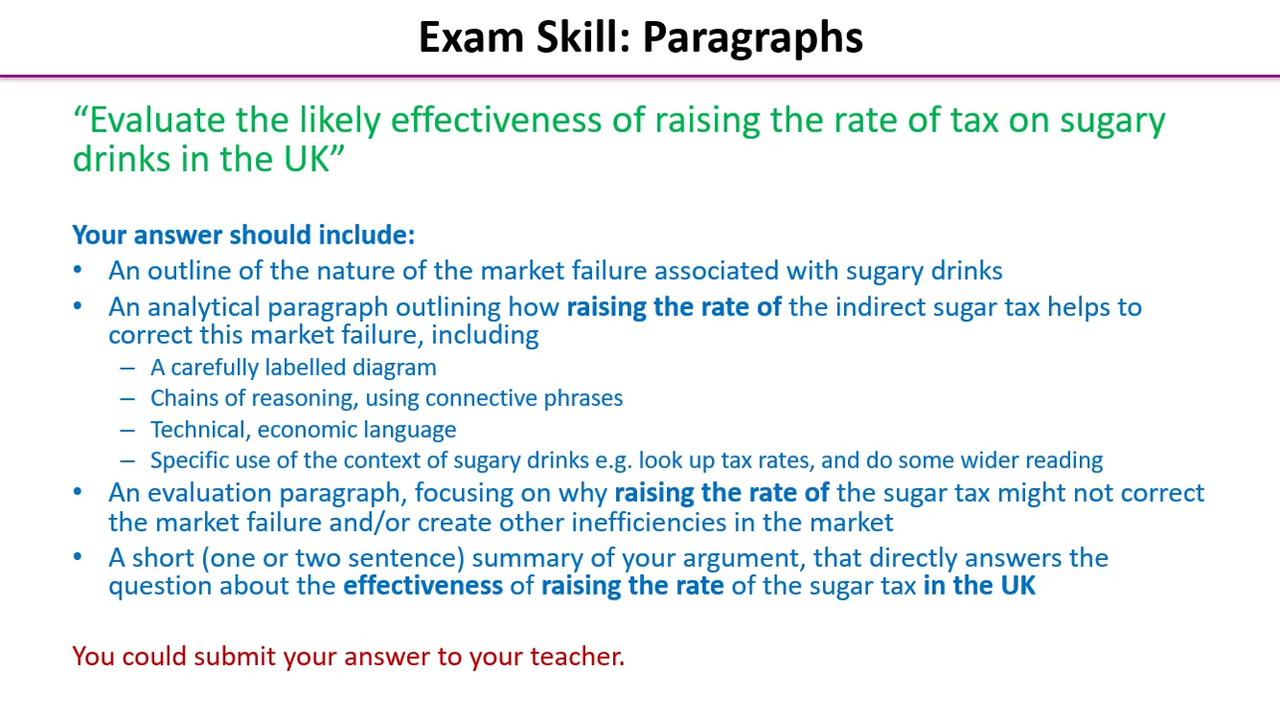 Exam Skill: Paragraphs
“Evaluate the likely effectiveness of raising the rate of tax on sugary
drinks in the UK”
Your answer should include:
• An outline of the nature of the market failure associated with sugary drinks
• An analytical paragraph outlining how raising the rate of the indirect sugar tax helps to
correct this market failure, including
– A carefully labelled diagram
– Chains of reasoning, using connective phrases
– Technical, economic language
– Specific use of the context of sugary drinks e.g. look up tax rates, and do some wider reading
• An evaluation paragraph, focusing on why raising the rate of the sugar tax might not correct
the market failure and/or create other inefficiencies in the market
• A short (one or two sentence) summary of your argument, that directly answers the
question about the effectiveness of raising the rate of the sugar tax in the UK
You could submit your answer to your teacher.